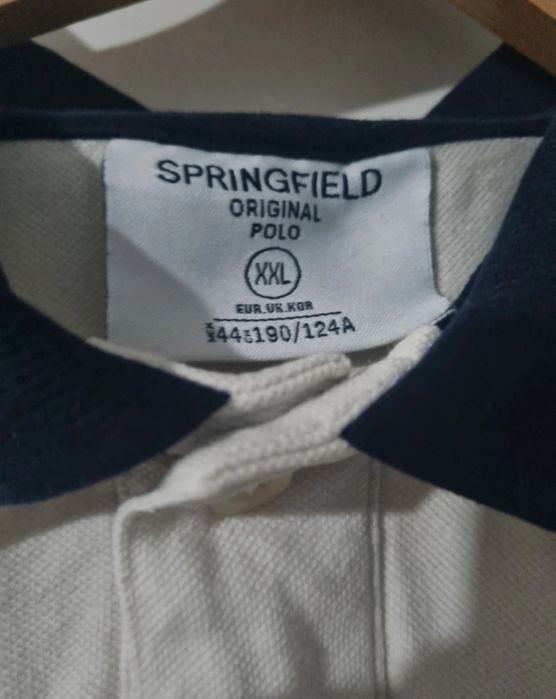 SPRINGFIELD
ORIGINAL
POLO
XXL
EUR.UK.KOR
44 190/124A